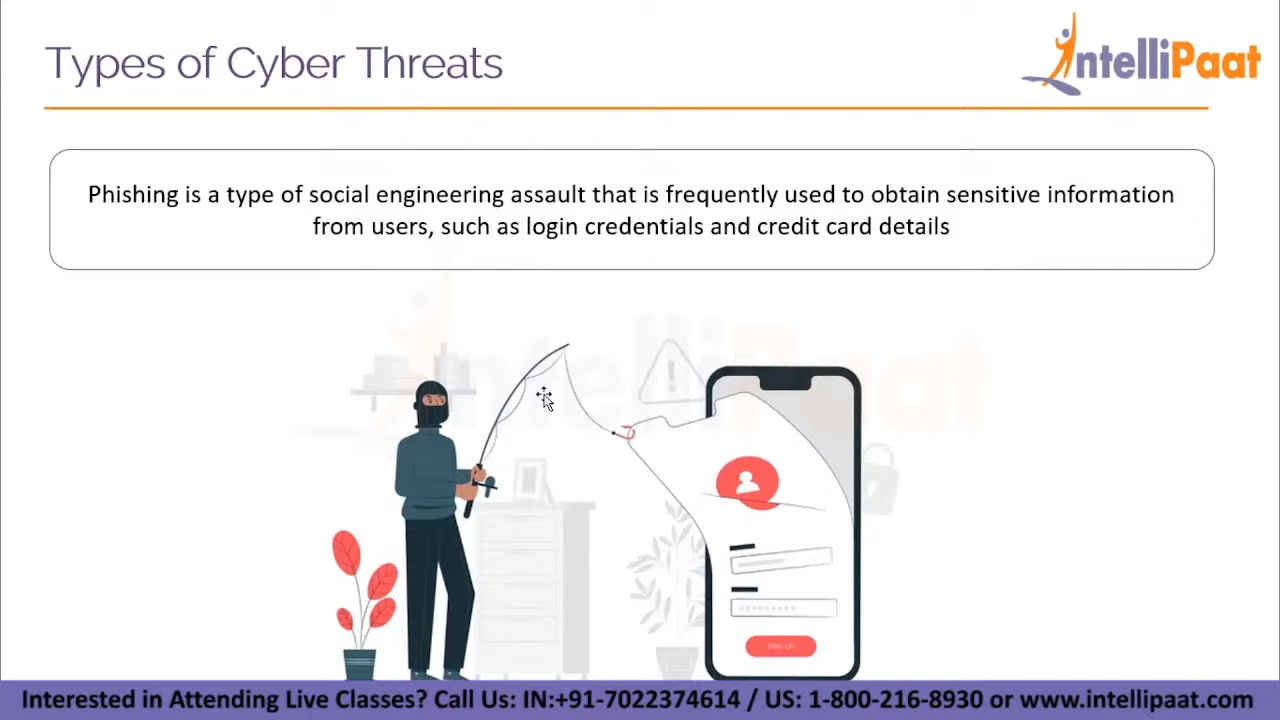 Types of Cyber Threats
IntelliPaat
Phishing is a type of social engineering assault that is frequently used to obtain sensitive information
from users, such as login credentials and credit card details
Interested in Attending Live Classes? Call Us: IN:+91-7022374614 / US: 1-800-216-8930 or www.intellipaat.com